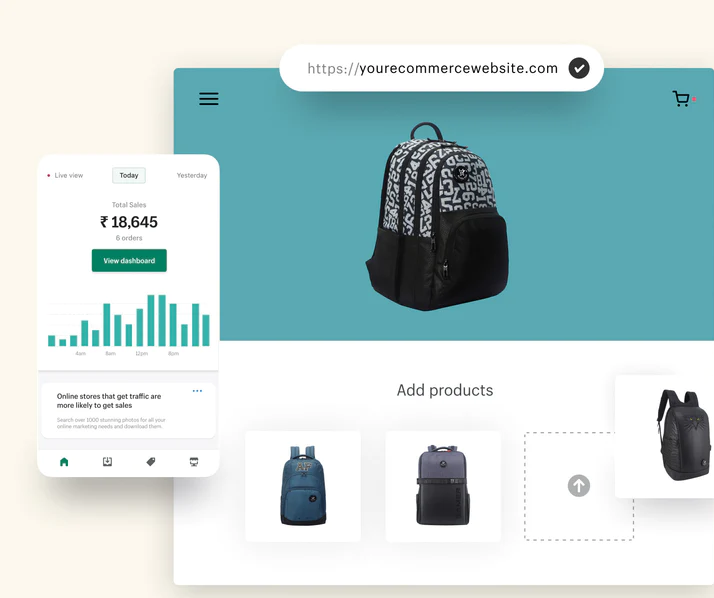 https://yourecommercewebsite.com
Live view
Today
Yesterday
Total Sales
₹ 18,645
6 orders
View dashboard
4am
8am
12pm
8pm
Online stores that get traffic are
more likely to get sales
Search over 1000 stunning photos for all your
online marketing needs and download them.
Add products